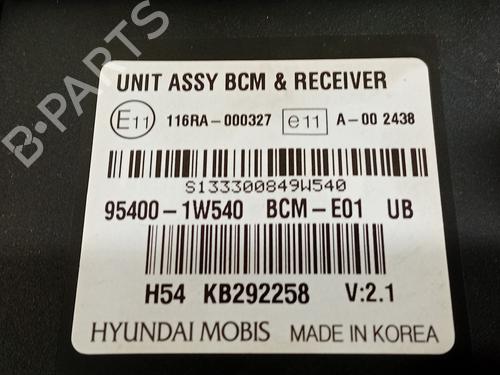 UNIT ASSY BCM & RECEIVER
E11 116RA-000327 e11 A-00 2438
S133300849W540
95400-1W540 BCM-E01 UB
H54 KB292258 V:2.1
HYUNDAI MOBIS MADE IN KOREA
B-Parts